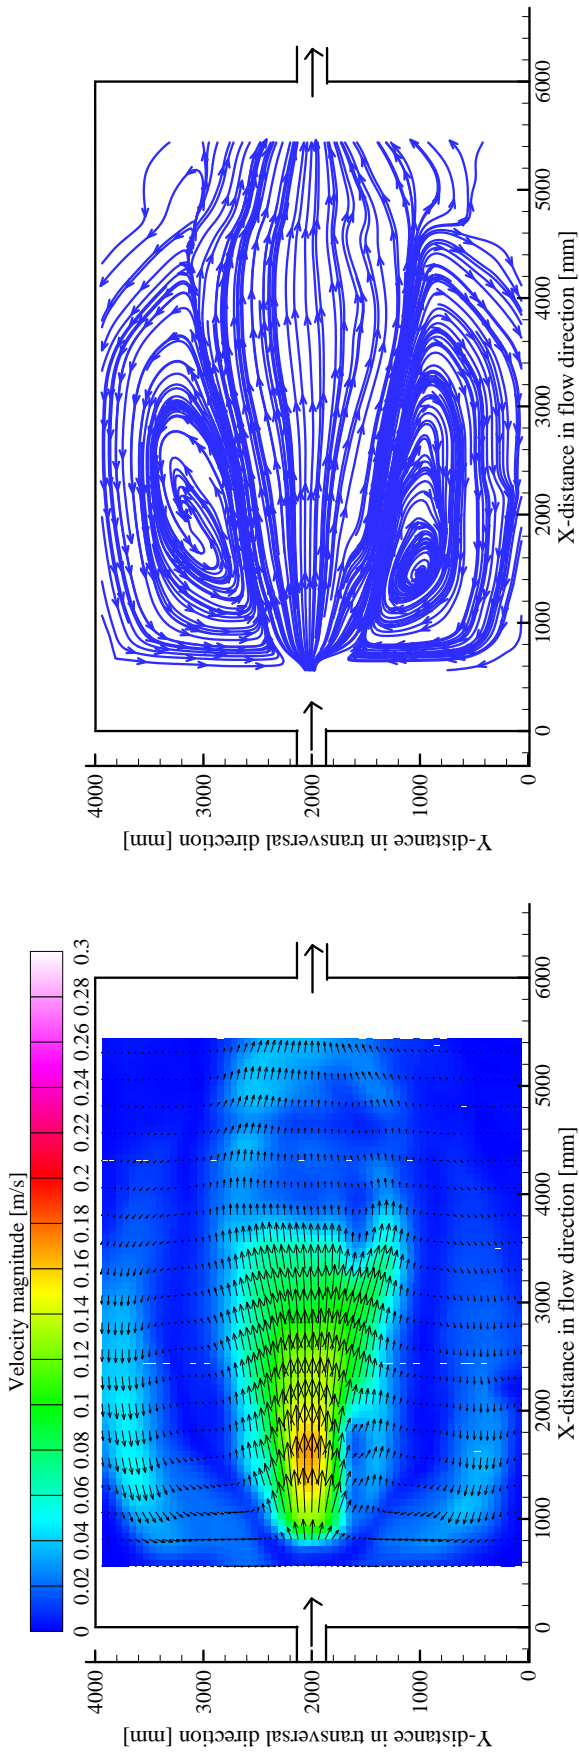 Velocity magnitude [m/s]
0 0.02 0.04 0.06 0.08 0.1 0.12 0.14 0.16 0.18 0.2 0.22 0.24 0.26 0.28 0.3
Y-distance in transversal direction [mm]
4000
3000
2000
1000
0
0 1000 2000 3000 4000 5000 6000
X-distance in flow direction [mm]
Y-distance in transversal direction [mm]
4000
3000
2000
1000
0
0 1000 2000 3000 4000 5000 6000
X-distance in flow direction [mm]